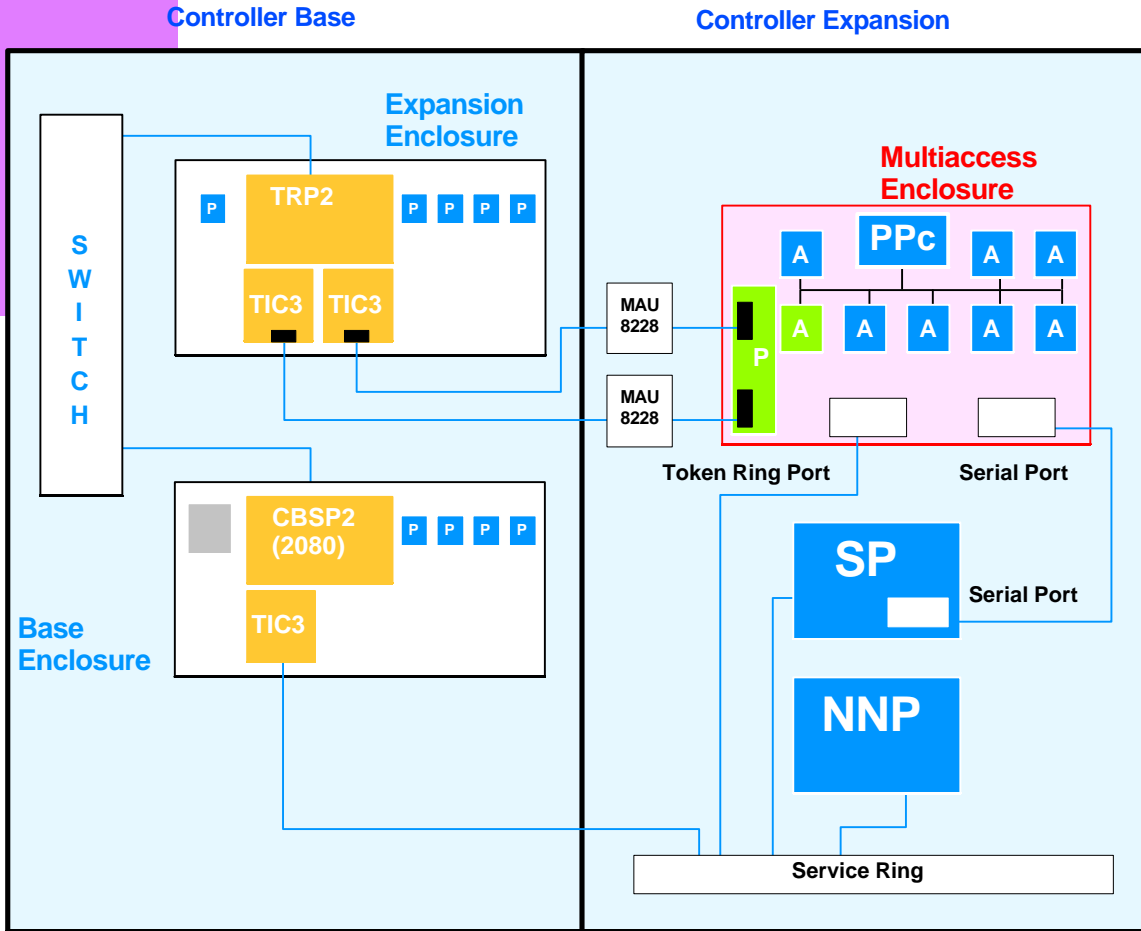 Controller Base
Controller Expansion
Expansion
Enclosure
S
W
I
T
C
H
P
TRP2
P P P P
TIC3 TIC3
Multiaccess
Enclosure
PPc
A A A
A A A A A
P
MAU
8228
MAU
8228
Token Ring Port
Serial Port
CBSP2
(2080)
P P P P
TIC3
Base
Enclosure
SP
Serial Port
NNP
Service Ring